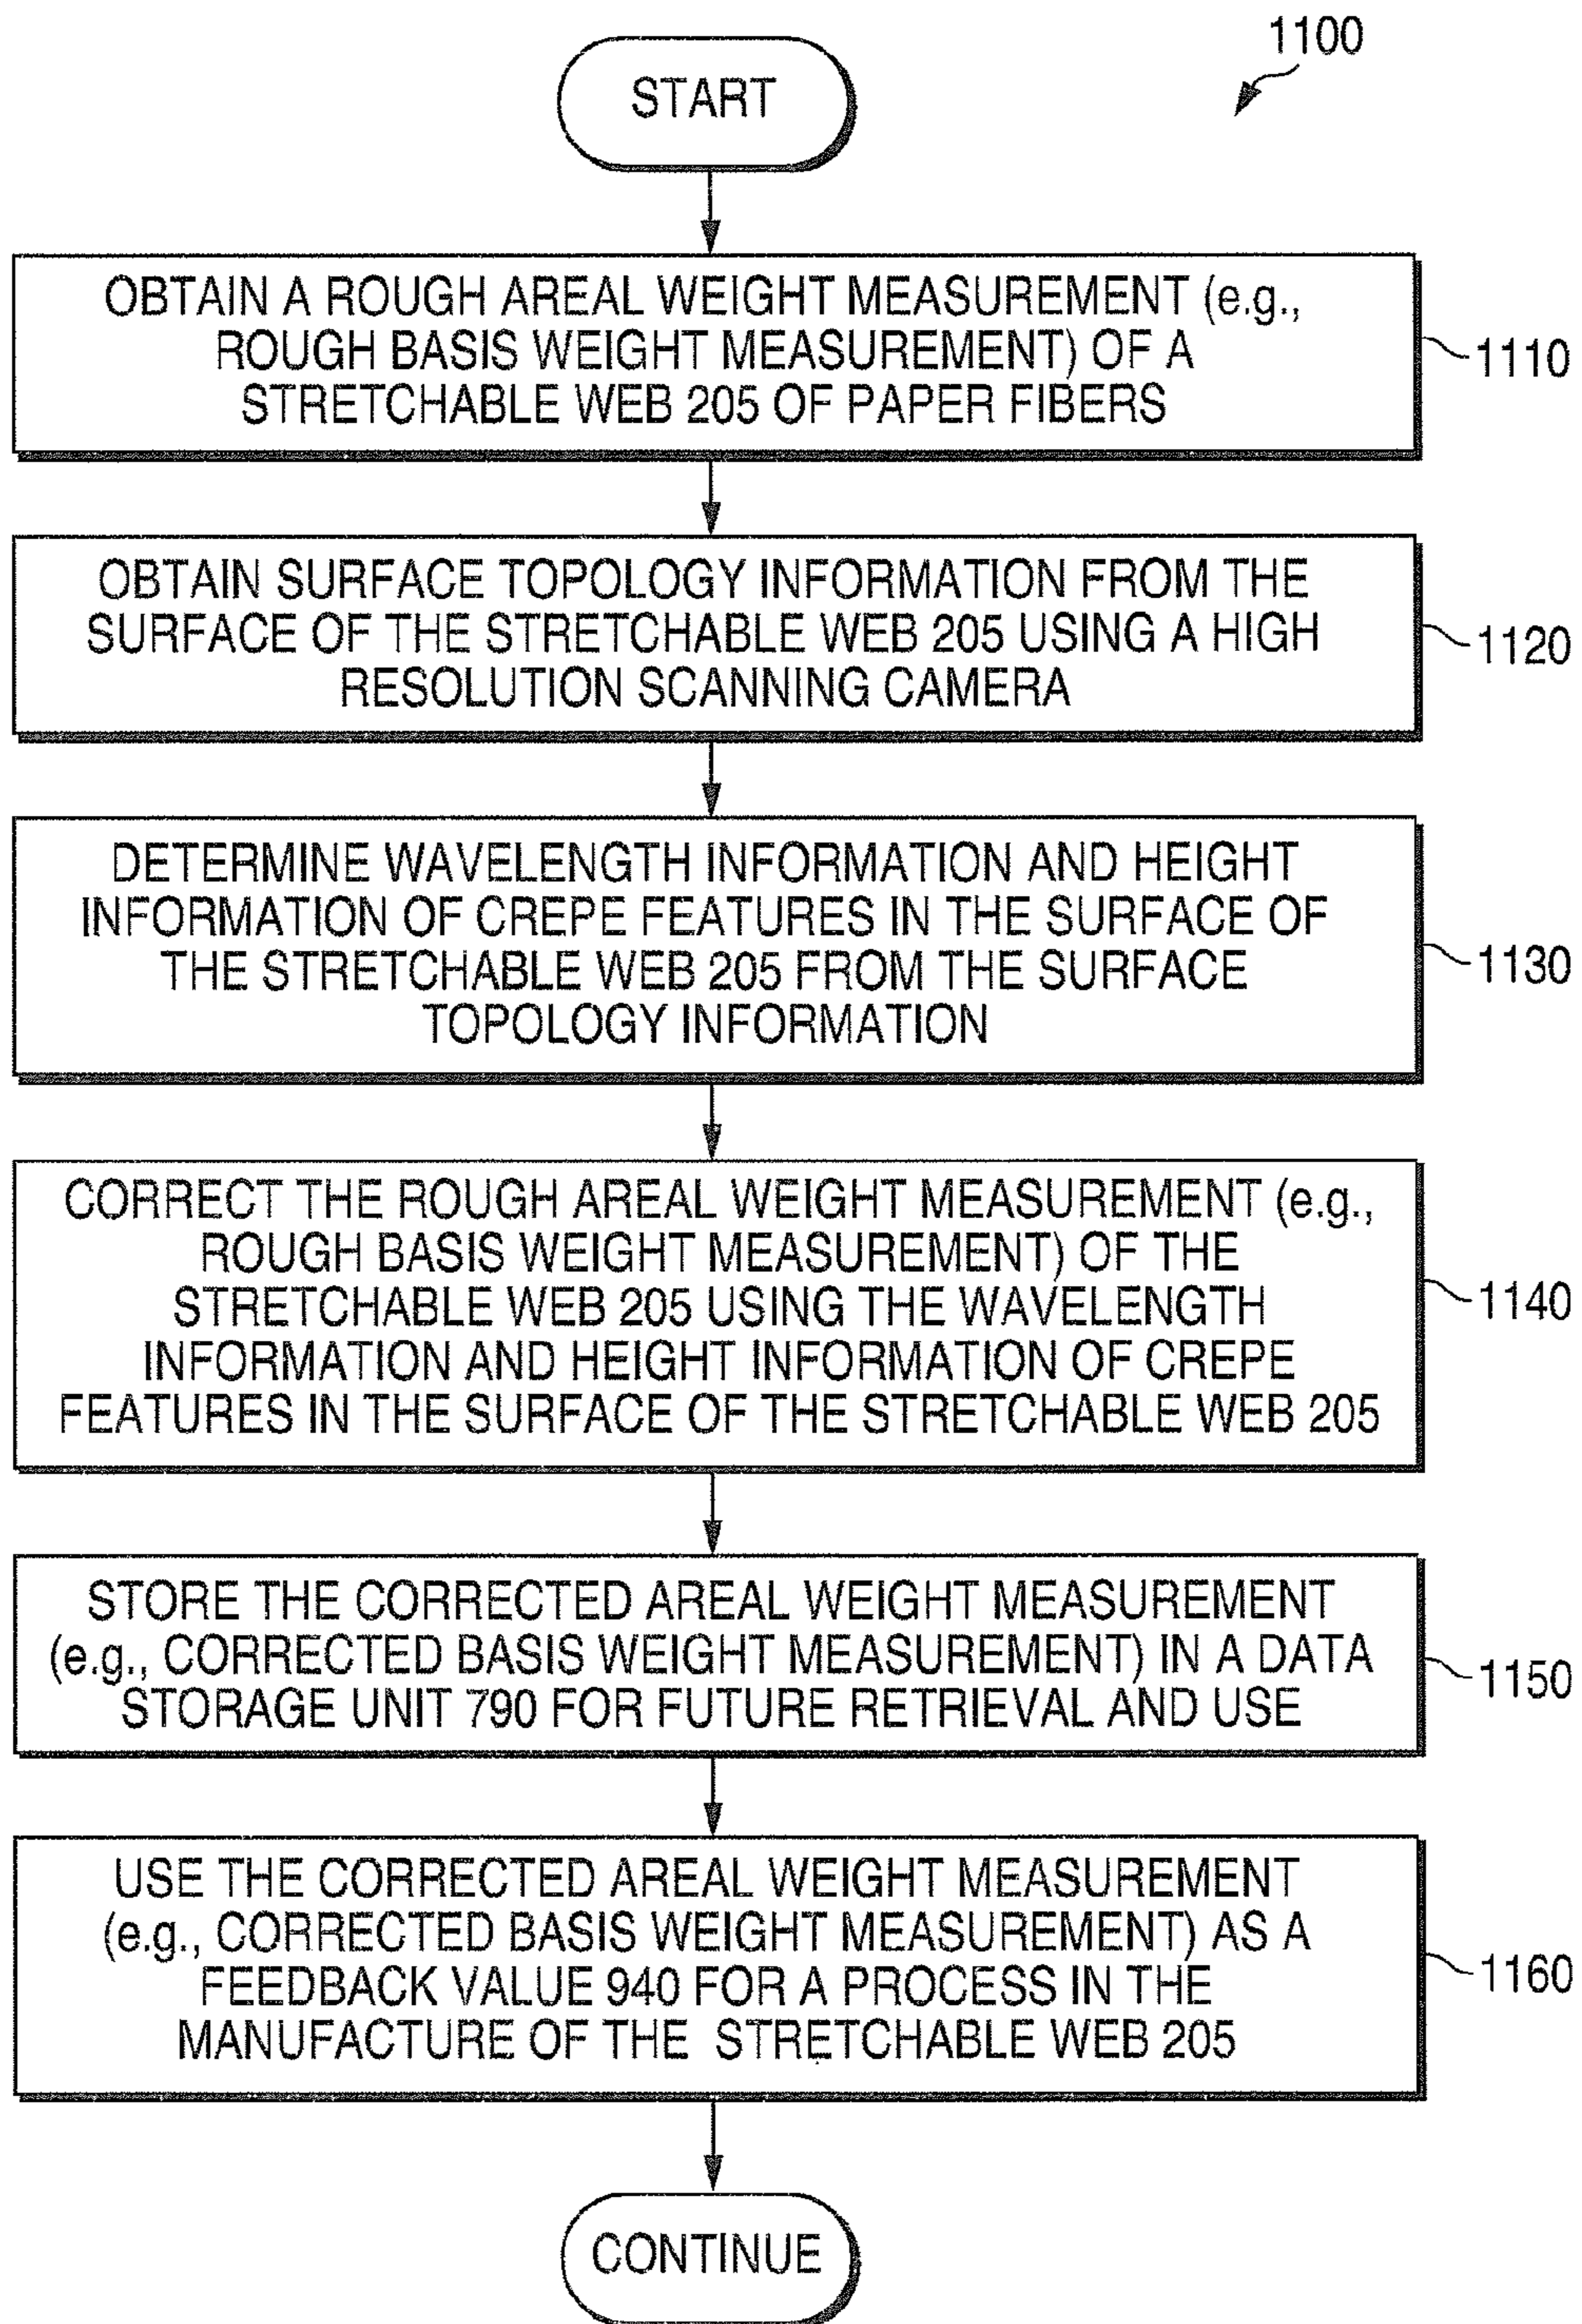 1100
START
OBTAIN A ROUGH AREAL WEIGHT MEASUREMENT (e.g.,
ROUGH BASIS WEIGHT MEASUREMENT) OF A
STRETCHABLE WEB 205 OF PAPER FIBERS
1110
OBTAIN SURFACE TOPOLOGY INFORMATION FROM THE
SURFACE OF THE STRETCHABLE WEB 205 USING A HIGH
RESOLUTION SCANNING CAMERA
1120
DETERMINE WAVELENGTH INFORMATION AND HEIGHT
INFORMATION OF CREPE FEATURES IN THE SURFACE OF
THE STRETCHABLE WEB 205 FROM THE SURFACE
TOPOLOGY INFORMATION
1130
CORRECT THE ROUGH AREAL WEIGHT MEASUREMENT (e.g.,
ROUGH BASIS WEIGHT MEASUREMENT) OF THE
STRETCHABLE WEB 205 USING THE WAVELENGTH
INFORMATION AND HEIGHT INFORMATION OF CREPE
FEATURES IN THE SURFACE OF THE STRETCHABLE WEB 205
1140
STORE THE CORRECTED AREAL WEIGHT MEASUREMENT
(e.g., CORRECTED BASIS WEIGHT MEASUREMENT) IN A DATA
STORAGE UNIT 790 FOR FUTURE RETRIEVAL AND USE
1150
USE THE CORRECTED AREAL WEIGHT MEASUREMENT
(e.g., CORRECTED BASIS WEIGHT MEASUREMENT) AS A
FEEDBACK VALUE 940 FOR A PROCESS IN THE
MANUFACTURE OF THE STRETCHABLE WEB 205
1160
CONTINUE